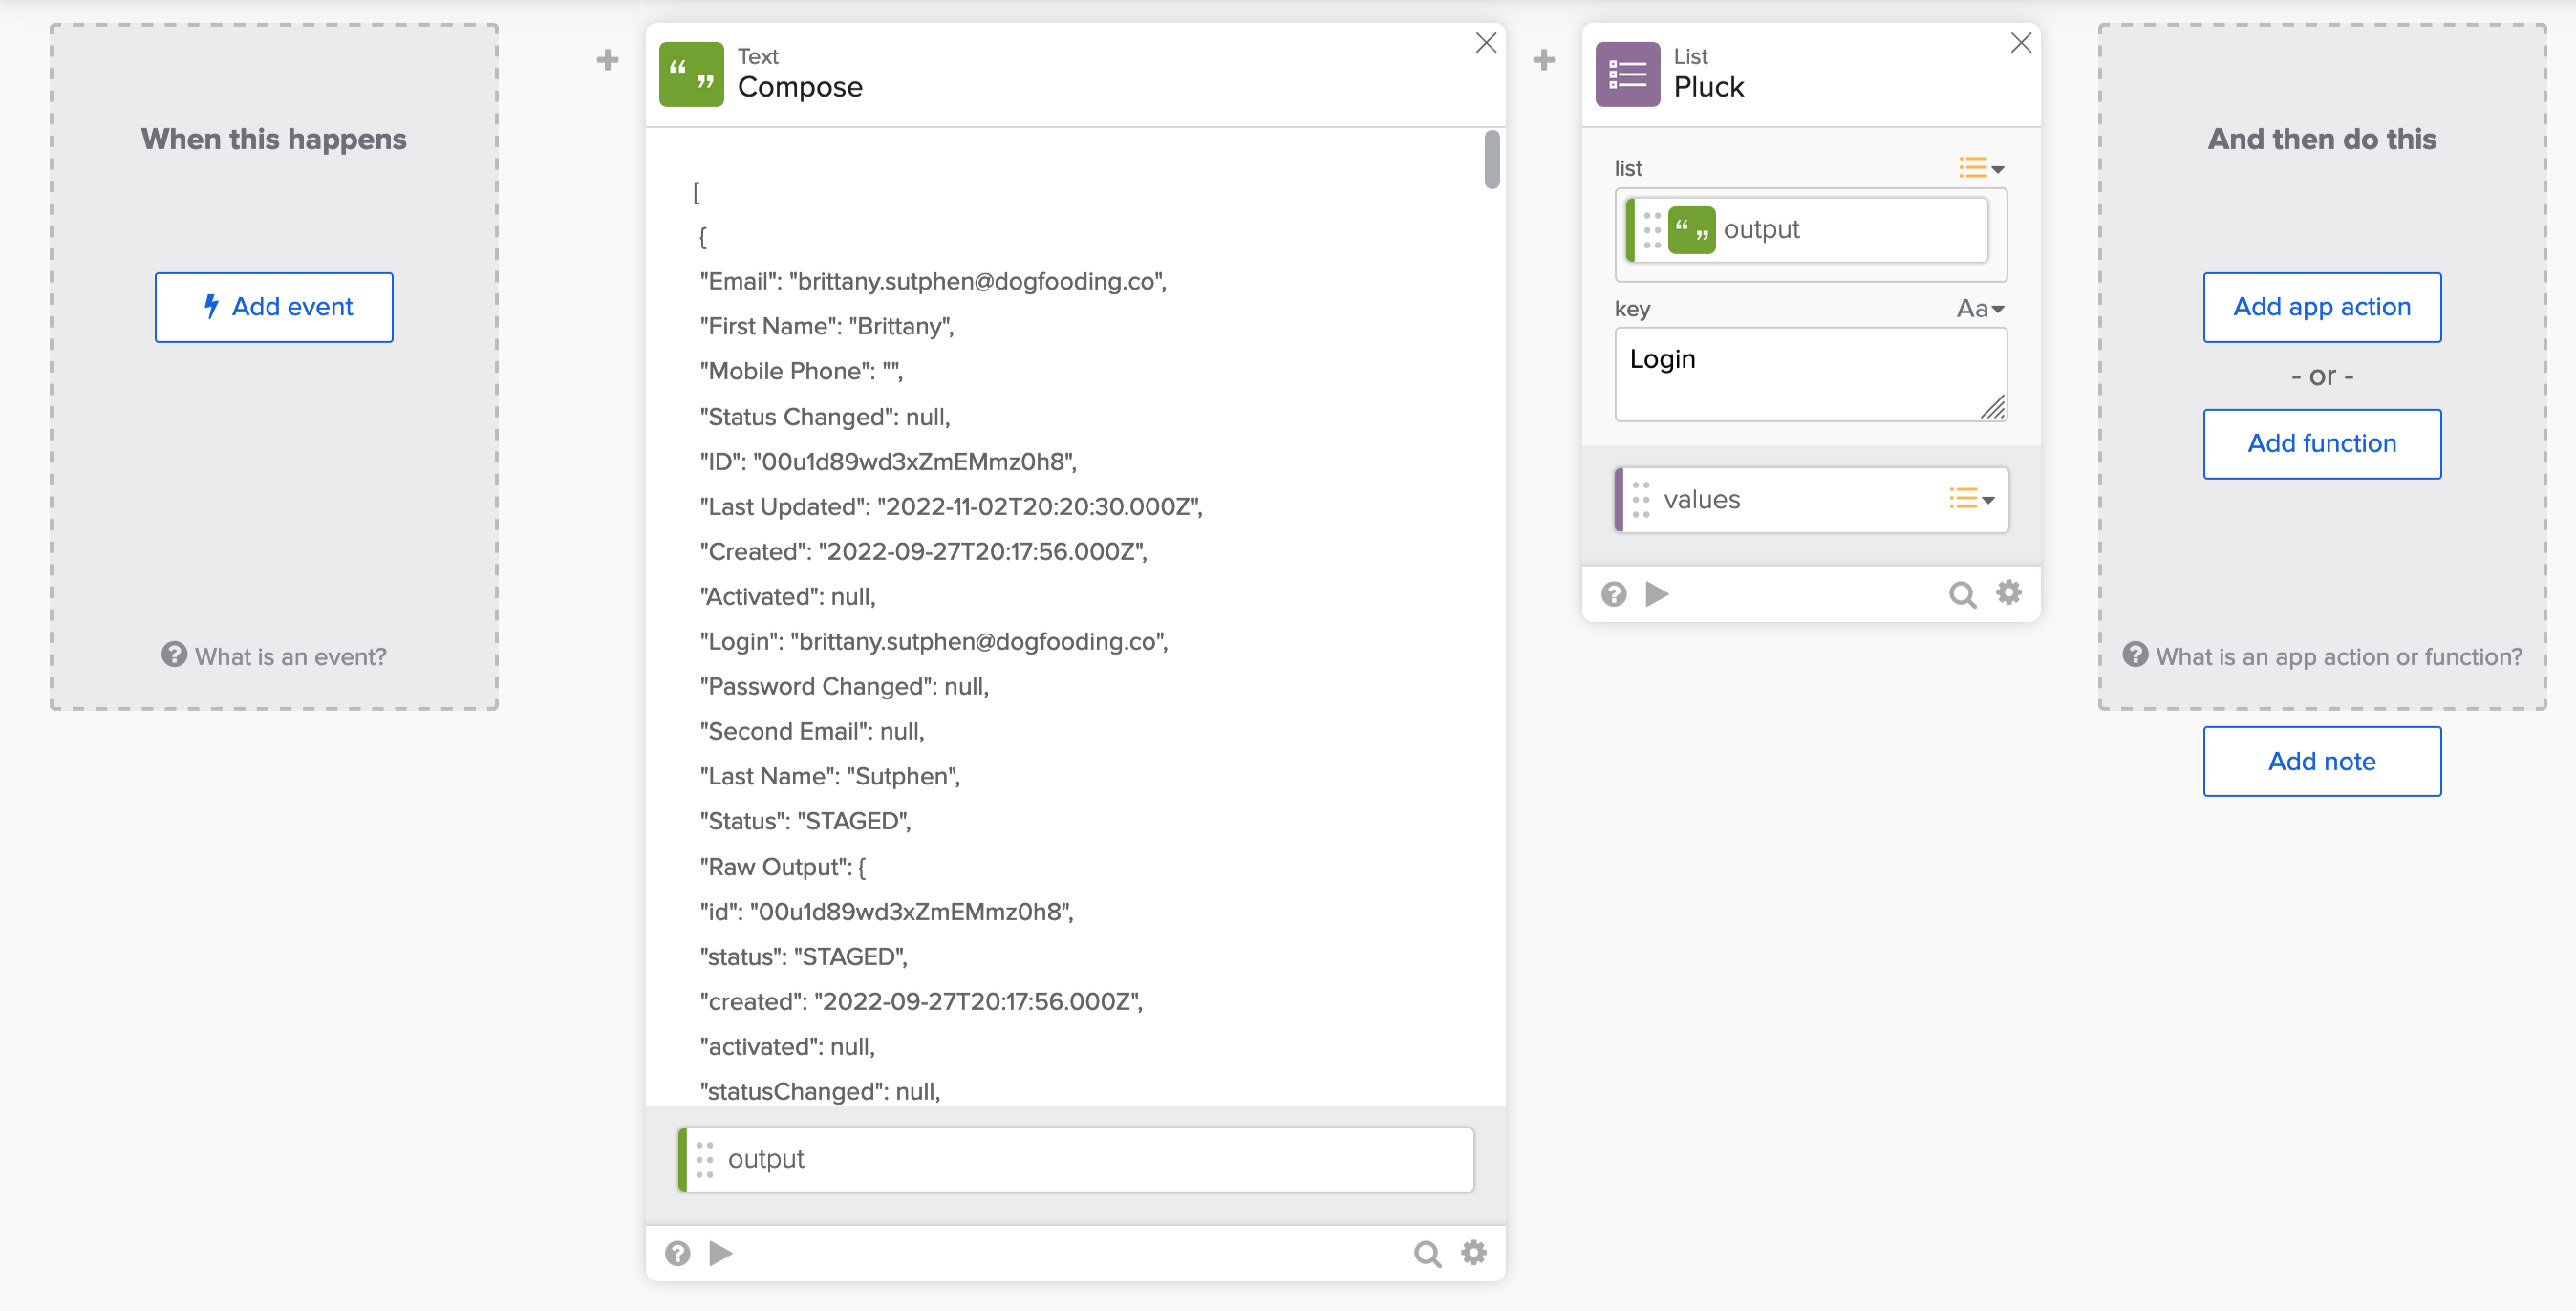 When this happens
Add event
What is an event?
“ ”
Text
Compose
[
{
"Email": "brittany.sutphen@dogfooding.co",
"First Name": "Brittany",
"Mobile Phone": "",
"Status Changed": null,
"ID": "00u1d89wd3xZmEMmz0h8",
"Last Updated": "2022-11-02T20:20:30.000Z",
"Created": "2022-09-27T20:17:56.000Z",
"Activated": null,
"Login": "brittany.sutphen@dogfooding.co",
"Password Changed": null,
"Second Email": null,
"Last Name": "Sutphen",
"Status": "STAGED",
"Raw Output": {
"id": "00u1d89wd3xZmEMmz0h8",
"status": "STAGED",
"created": "2022-09-27T20:17:56.000Z",
"activated": null,
"statusChanged": null,
output
List
Pluck
list
“ ” output
key
Aa
Login
values
And then do this
Add app action
- or -
Add function
What is an app action or function?
Add note